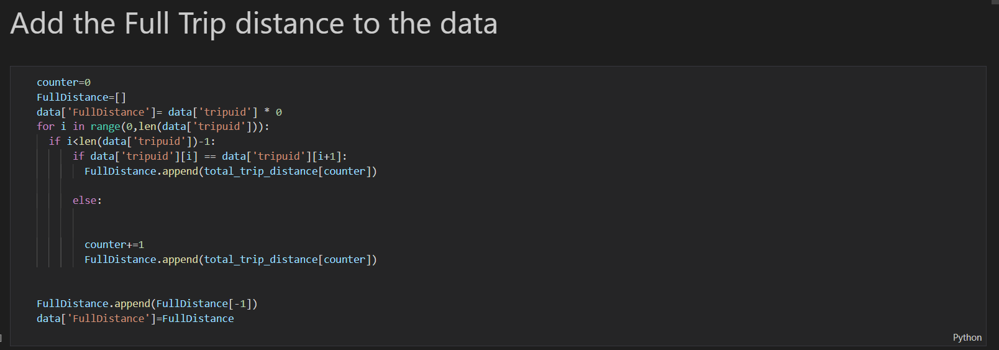 Add the Full Trip distance to the data
counter=0
FullDistance=[]
data['FullDistance']= data['tripuid'] * 0
for i in range(0,len(data['tripuid'])):
  if i<len(data['tripuid'])-1:
      if data['tripuid'][i] == data['tripuid'][i+1]:
        FullDistance.append(total_trip_distance[counter])
      else:
        counter+=1
        FullDistance.append(total_trip_distance[counter])
FullDistance.append(FullDistance[-1])
data['FullDistance']=FullDistance
]
Python